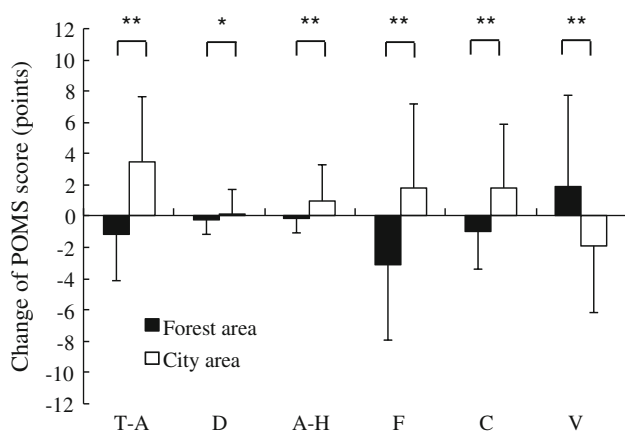 ** * ** ** ** **
12
10
8
6
4
2
0
-2
-4
-6
-8
-10
-12
Change of POMS score (points)
Forest area
City area
T-A D A-H F C V